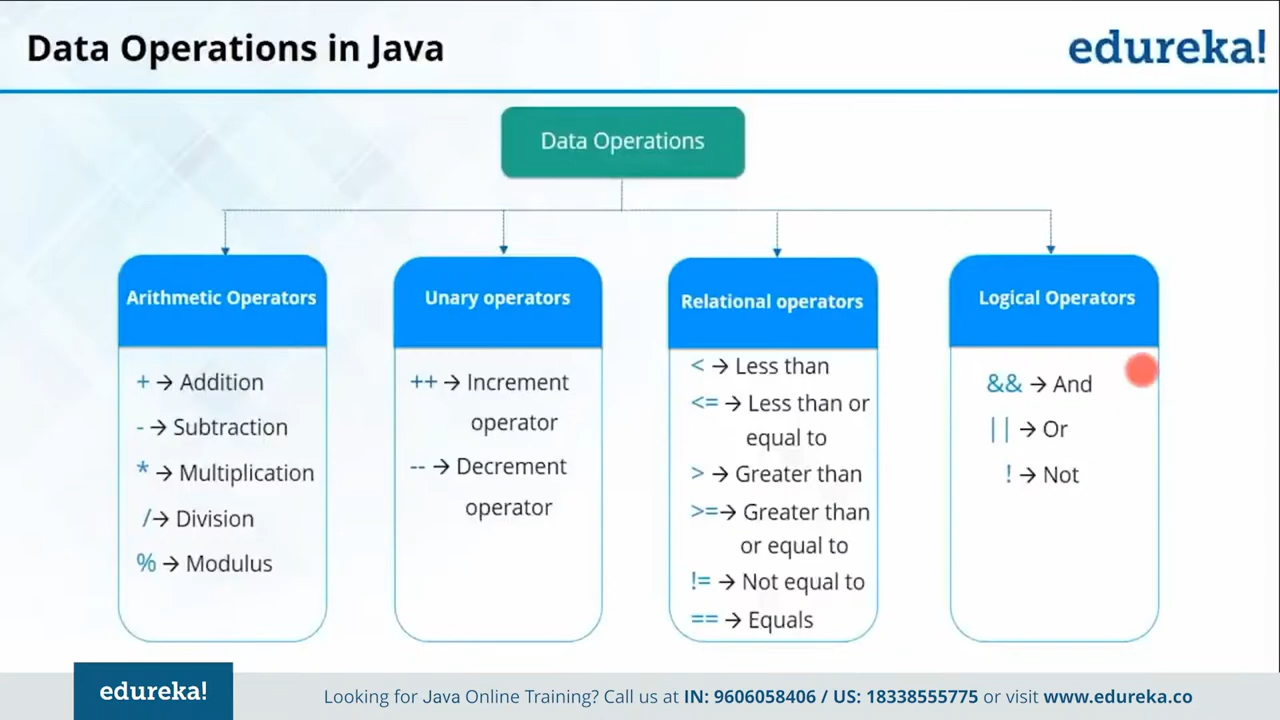 Data Operations in Java
edureka!
Data Operations
Arithmetic Operators
+ → Addition
- → Subtraction
* → Multiplication
/→ Division
% → Modulus
Unary operators
++ → Increment
operator
-- → Decrement
operator
Relational operators
< → Less than
<= → Less than or
equal to
> → Greater than
>=→ Greater than
or equal to
!= → Not equal to
== → Equals
Logical Operators
&& → And
|| → Or
! → Not
edureka!
Looking for Java Online Training? Call us at IN: 9606058406 / US: 18338555775 or visit www.edureka.co